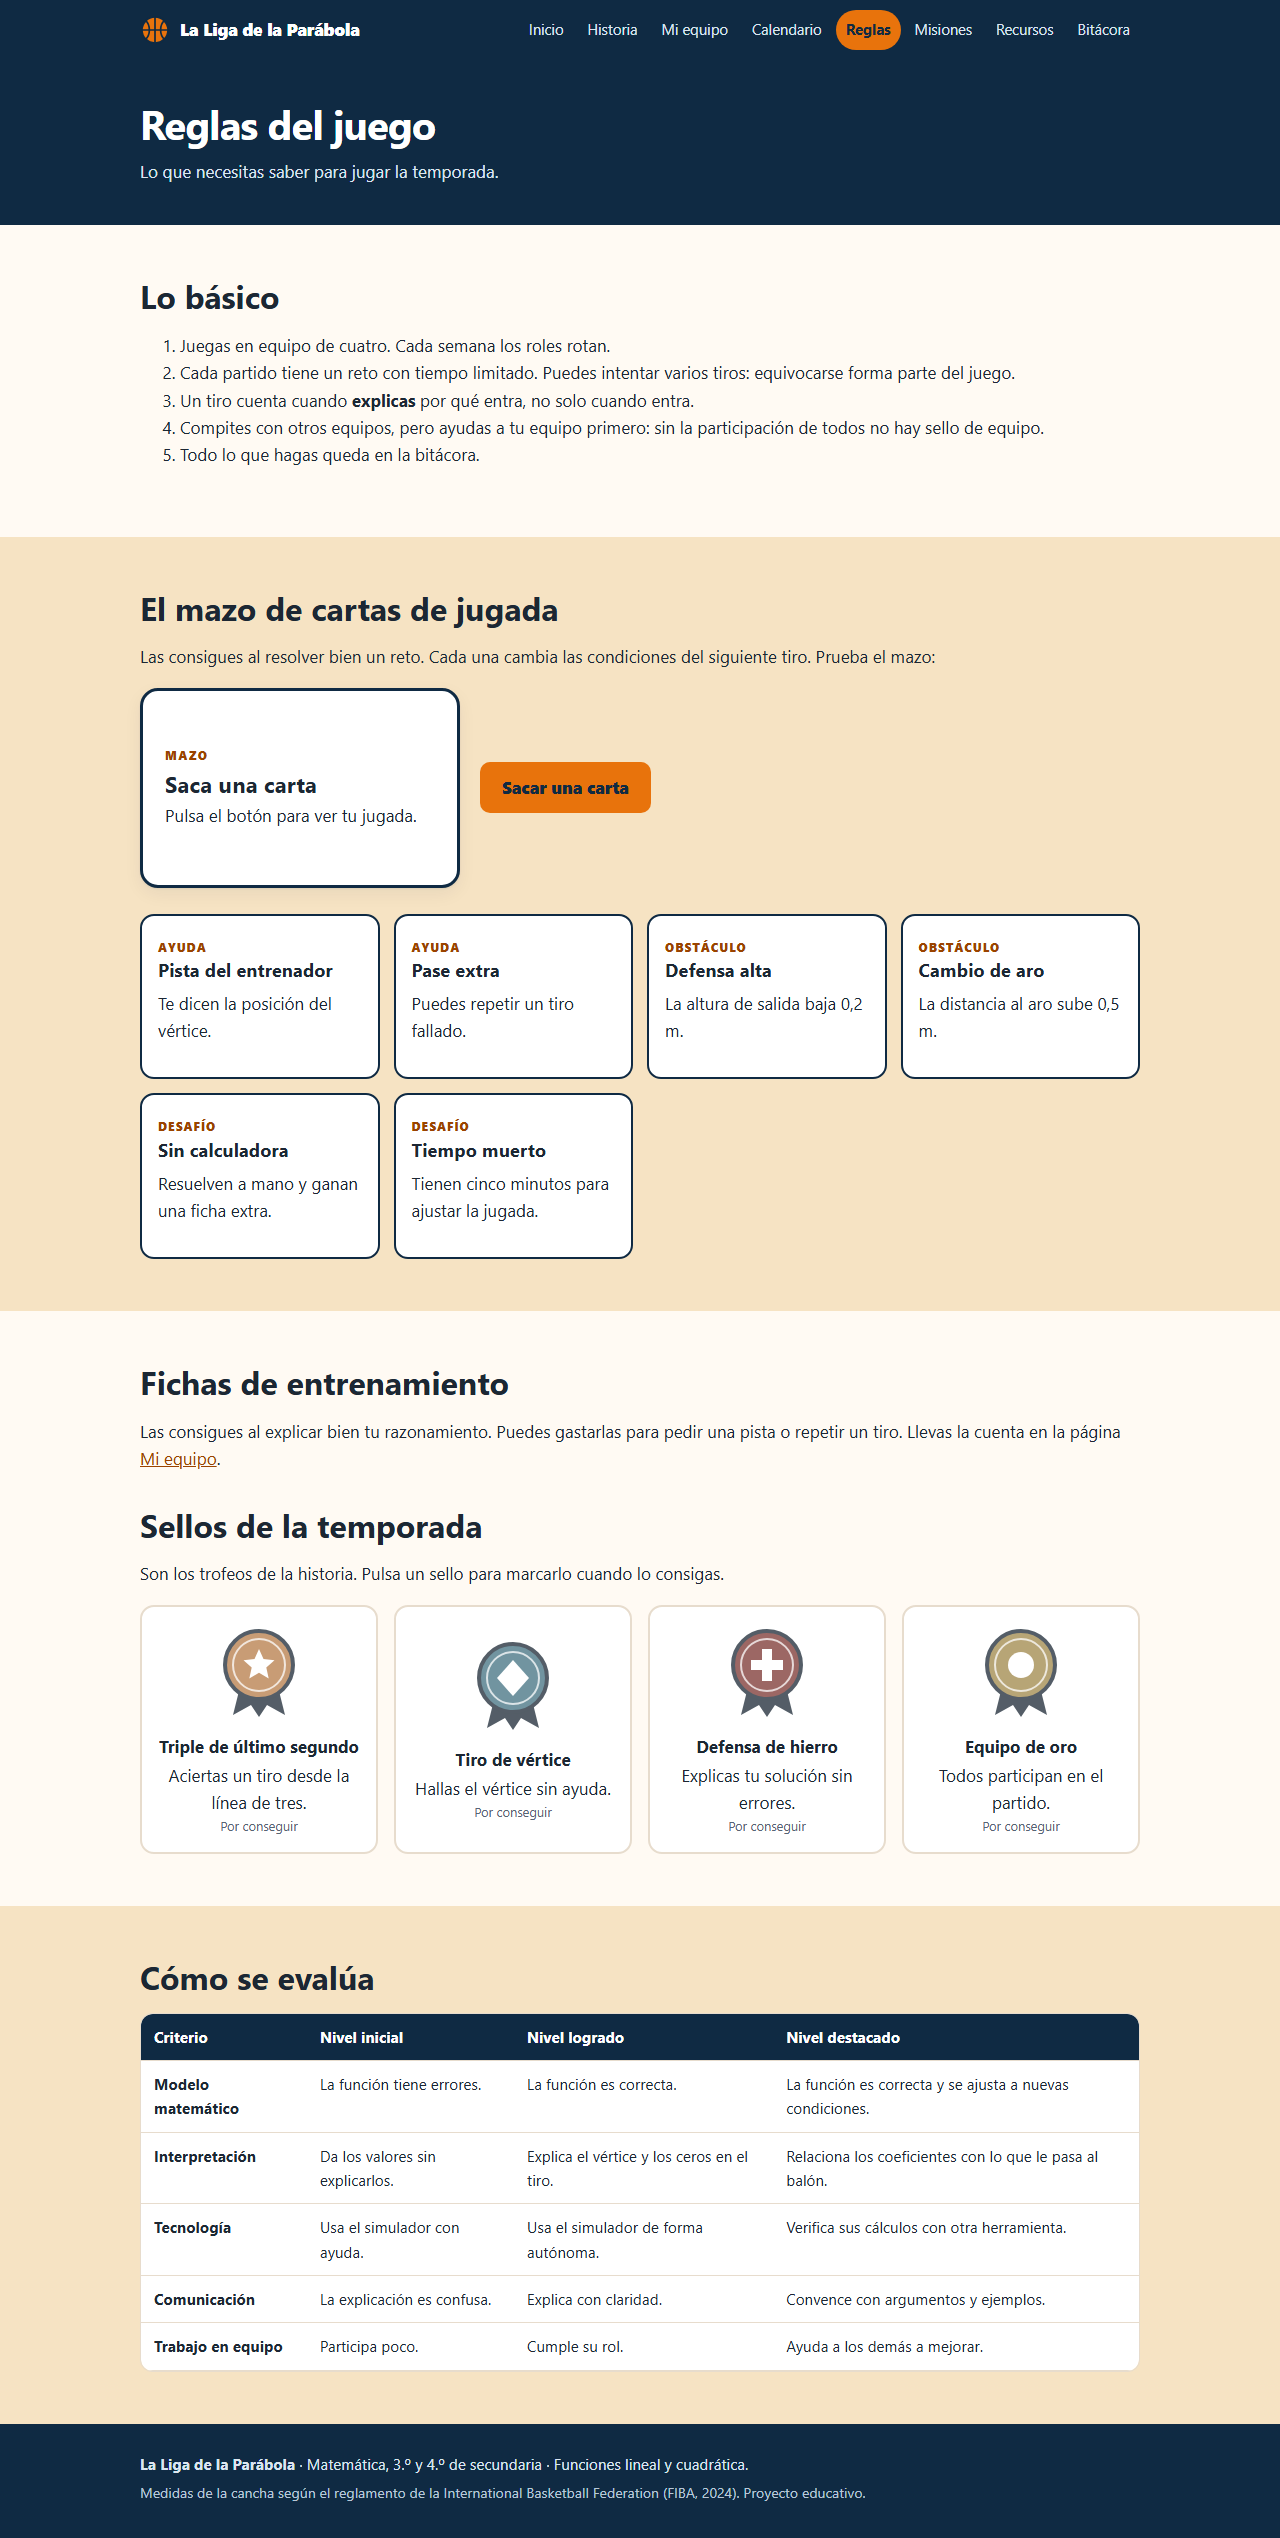 La Liga de la Parábola
Inicio
Historia
Mi equipo
Calendario
Reglas
Misiones
Recursos
Bitácora
Reglas del juego
Lo que necesitas saber para jugar la temporada.
Lo básico
1. Juegas en equipo de cuatro. Cada semana los roles rotan.
2. Cada partido tiene un reto con tiempo limitado. Puedes intentar varios tiros: equivocarse forma parte del juego.
3. Un tiro cuenta cuando explicas por qué entra, no solo cuando entra.
4. Compites con otros equipos, pero ayudas a tu equipo primero: sin la participación de todos no hay sello de equipo.
5. Todo lo que hagas queda en la bitácora.
El mazo de cartas de jugada
Las consigues al resolver bien un reto. Cada una cambia las condiciones del siguiente tiro. Prueba el mazo:
MAZO
Saca una carta
Pulsa el botón para ver tu jugada.
Sacar una carta
AYUDA
Pista del entrenador
Te dicen la posición del
vértice.
AYUDA
Pase extra
Puedes repetir un tiro
fallado.
OBSTÁCULO
Defensa alta
La altura de salida baja 0,2
m.
OBSTÁCULO
Cambio de aro
La distancia al aro sube 0,5
m.
DESAFÍO
Sin calculadora
Resuelven a mano y ganan
una ficha extra.
DESAFÍO
Tiempo muerto
Tienen cinco minutos para
ajustar la jugada.
Fichas de entrenamiento
Las consigues al explicar bien tu razonamiento. Puedes gastarlas para pedir una pista o repetir un tiro. Llevas la cuenta en la página
Mi equipo.
Sellos de la temporada
Son los trofeos de la historia. Pulsa un sello para marcarlo cuando lo consigas.
Triple de último segundo
Aciertas un tiro desde la
línea de tres.
Por conseguir
Tiro de vértice
Hallas el vértice sin ayuda.
Por conseguir
Defensa de hierro
Explicas tu solución sin
errores.
Por conseguir
Equipo de oro
Todos participan en el
partido.
Por conseguir
Cómo se evalúa
Criterio
Nivel inicial
Nivel logrado
Nivel destacado
Modelo
matemático
La función tiene errores.
La función es correcta.
La función es correcta y se ajusta a nuevas
condiciones.
Interpretación
Da los valores sin
explicarlos.
Explica el vértice y los ceros en el
tiro.
Relaciona los coeficientes con lo que le pasa al
balón.
Tecnología
Usa el simulador con
ayuda.
Usa el simulador de forma
autónoma.
Verifica sus cálculos con otra herramienta.
Comunicación
La explicación es confusa.
Explica con claridad.
Convence con argumentos y ejemplos.
Trabajo en equipo
Participa poco.
Cumple su rol.
Ayuda a los demás a mejorar.
La Liga de la Parábola · Matemática, 3.º y 4.º de secundaria · Funciones lineal y cuadrática.
Medidas de la cancha según el reglamento de la International Basketball Federation (FIBA, 2024). Proyecto educativo.